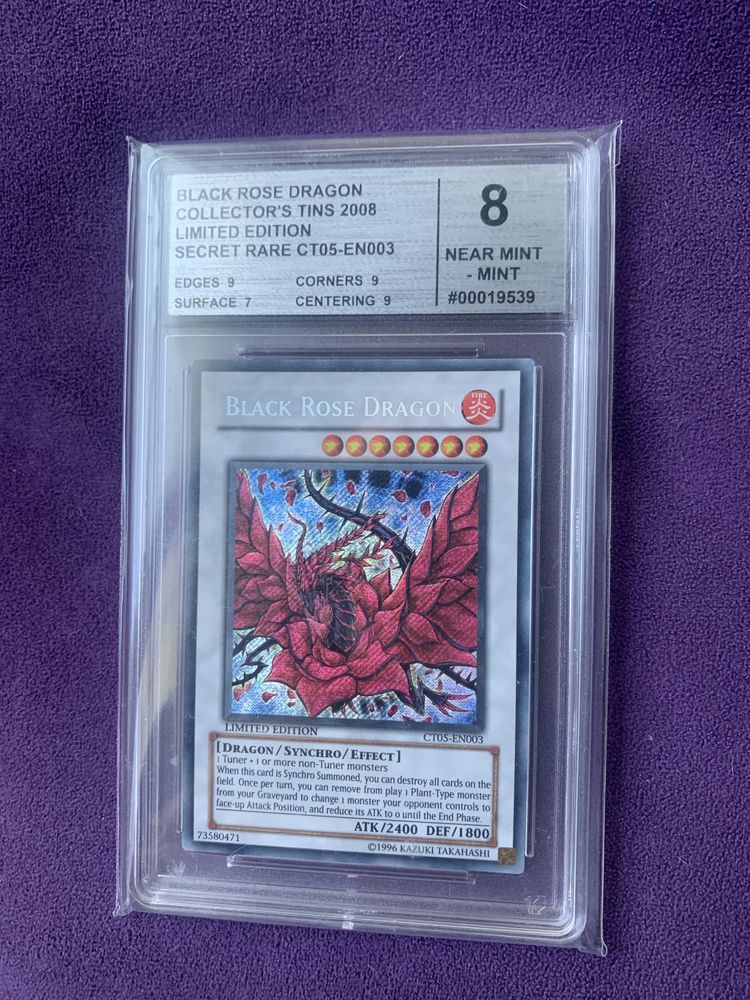 BLACK ROSE DRAGON
COLLECTOR'S TINS 2008
LIMITED EDITION
SECRET RARE CT05-EN003
EDGES 9 CORNERS 9
SURFACE 7 CENTERING 9
8
NEAR MINT
- MINT
#00019539
BLACK ROSE DRAGON
FIRE
炎
LIMITED EDITION
CT05-EN003
[DRAGON/SYNCHRO/EFFECT]
1 Tuner + 1 or more non-Tuner monsters
When this card is Synchro Summoned, you can destroy all cards on the
field. Once per turn, you can remove from play 1 Plant-Type monster
from your Graveyard to change 1 monster your opponent controls to
face-up Attack Position, and reduce its ATK to 0 until the End Phase.
ATK/2400 DEF/1800
73580471
©1996 KAZUKI TAKAHASHI